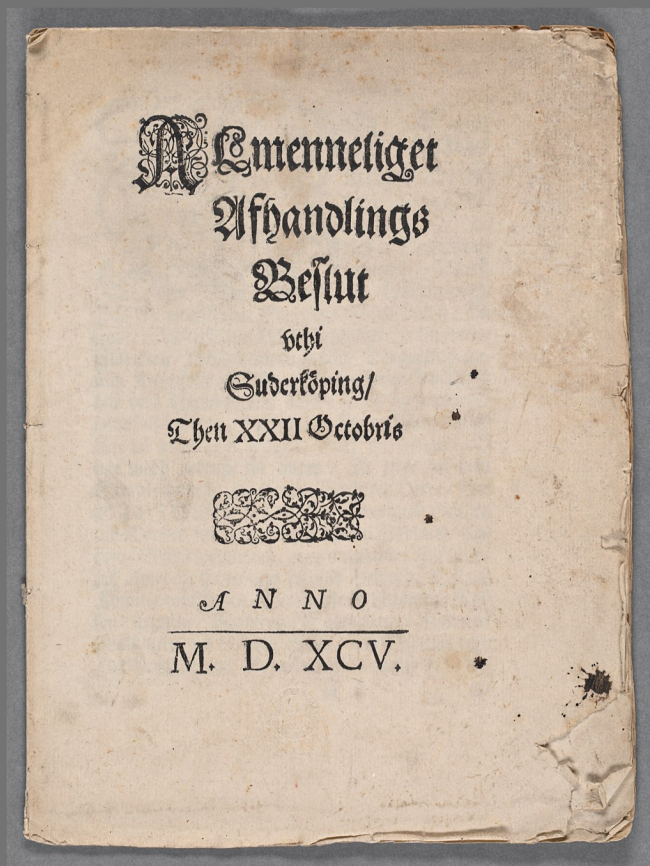 ALmenneliget
Afhandlings
Beslut
vthi
Suderköping/
Then XXII Octobris
ANNO
M. D. XCV.